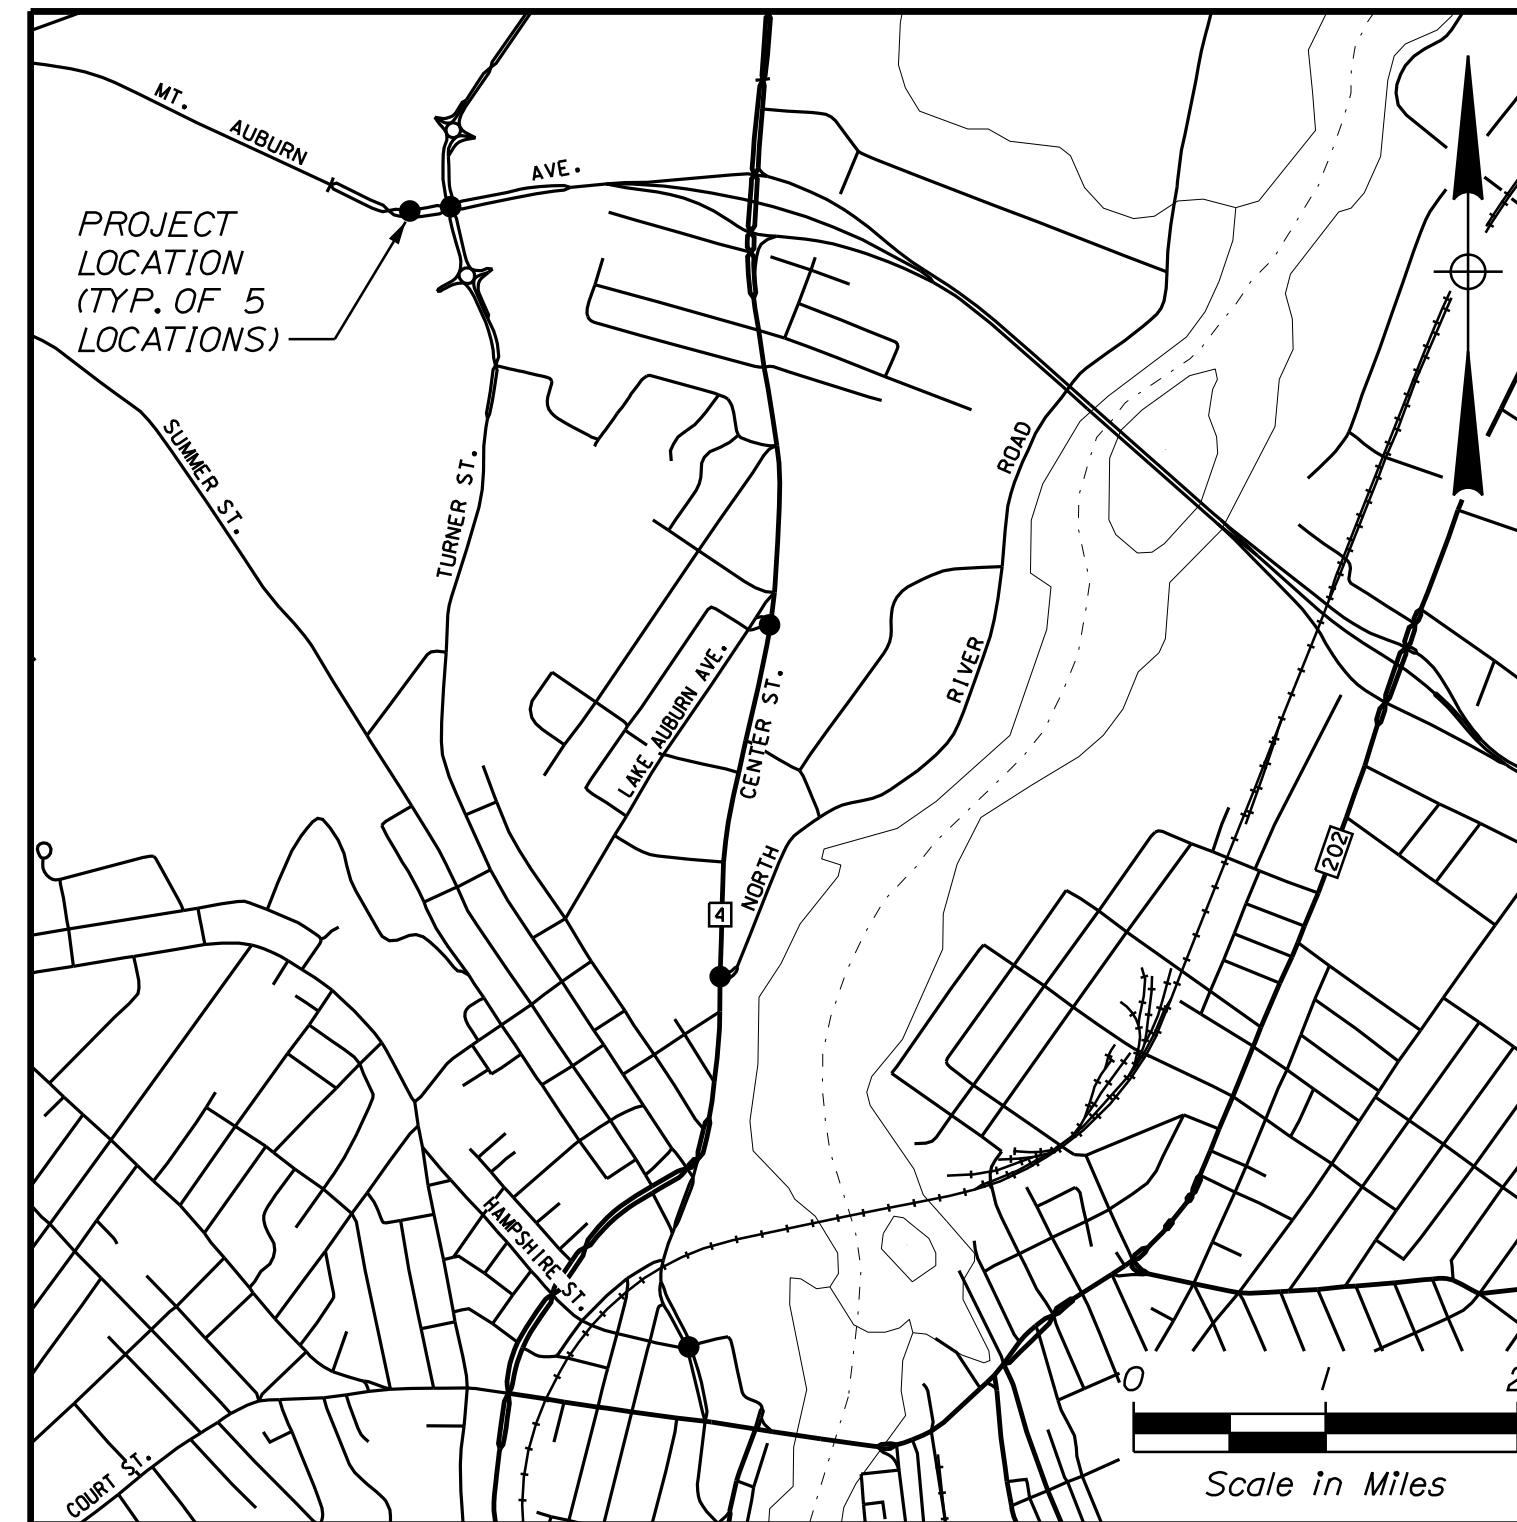 MT. AUBURN AVE.
PROJECT
LOCATION
(TYP. OF 5
LOCATIONS)
SUMMER ST.
TURNER ST.
ROAD
RIVER
NORTH
LAKE AUBURN AVE.
CENTER ST.
202
4
HAMPSHIRE ST.
COURT ST.
0 1 2
Scale in Miles